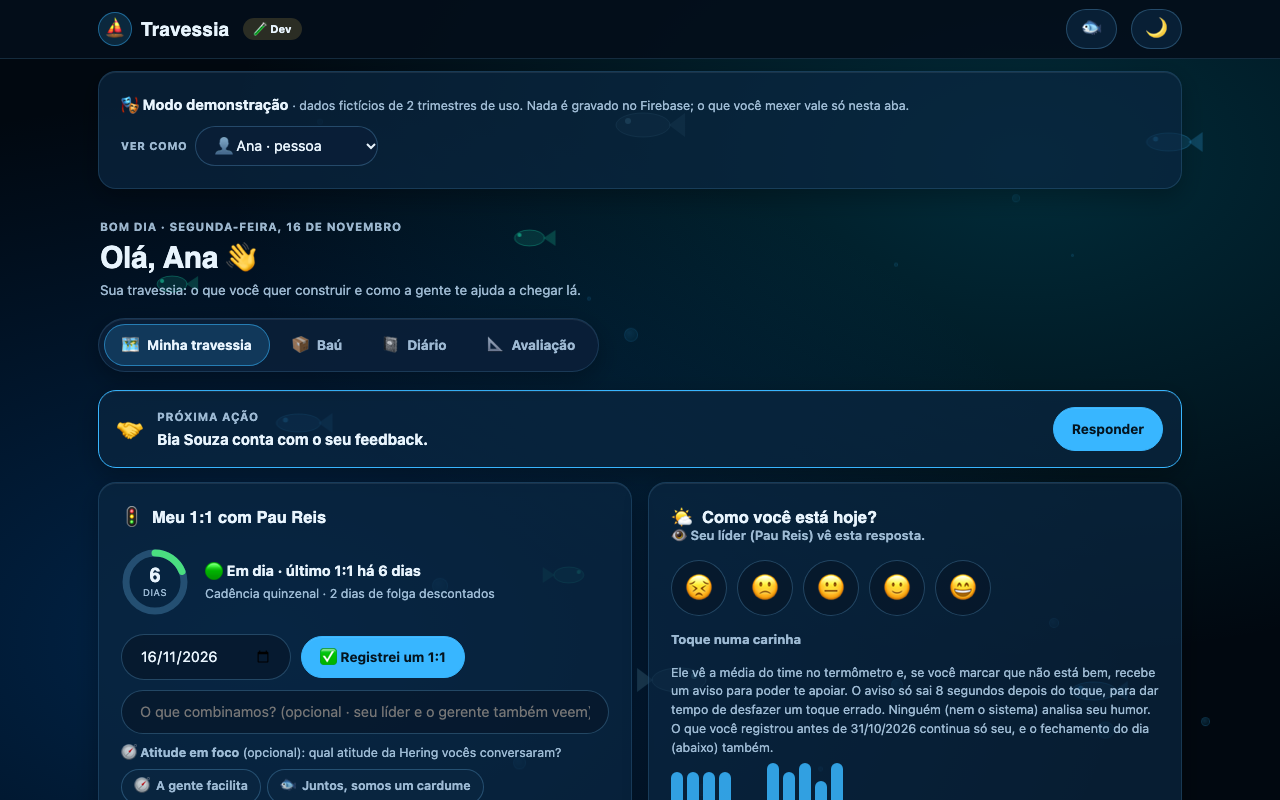 Travessia
Dev
Modo demonstração · dados fictícios de 2 trimestres de uso. Nada é gravado no Firebase; o que você mexer vale só nesta aba.
VER COMO
Ana · pessoa
BOM DIA · SEGUNDA-FEIRA, 16 DE NOVEMBRO
Olá, Ana
Sua travessia: o que você quer construir e como a gente te ajuda a chegar lá.
Minha travessia
Baú
Diário
Avaliação
PRÓXIMA AÇÃO
Bia Souza conta com o seu feedback.
Responder
Meu 1:1 com Pau Reis
6
DIAS
Em dia · último 1:1 há 6 dias
Cadência quinzenal · 2 dias de folga descontados
16/11/2026
Registrei um 1:1
O que combinamos? (opcional · seu líder e o gerente também veem)
Atitude em foco (opcional): qual atitude da Hering vocês conversaram?
A gente facilita
Juntos, somos um cardume
Como você está hoje?
Seu líder (Pau Reis) vê esta resposta.
Toque numa carinha
Ele vê a média do time no termômetro e, se você marcar que não está bem, recebe
um aviso para poder te apoiar. O aviso só sai 8 segundos depois do toque, para dar
tempo de desfazer um toque errado. Ninguém (nem o sistema) analisa seu humor.
O que você registrou antes de 31/10/2026 continua só seu, e o fechamento do dia
(abaixo) também.